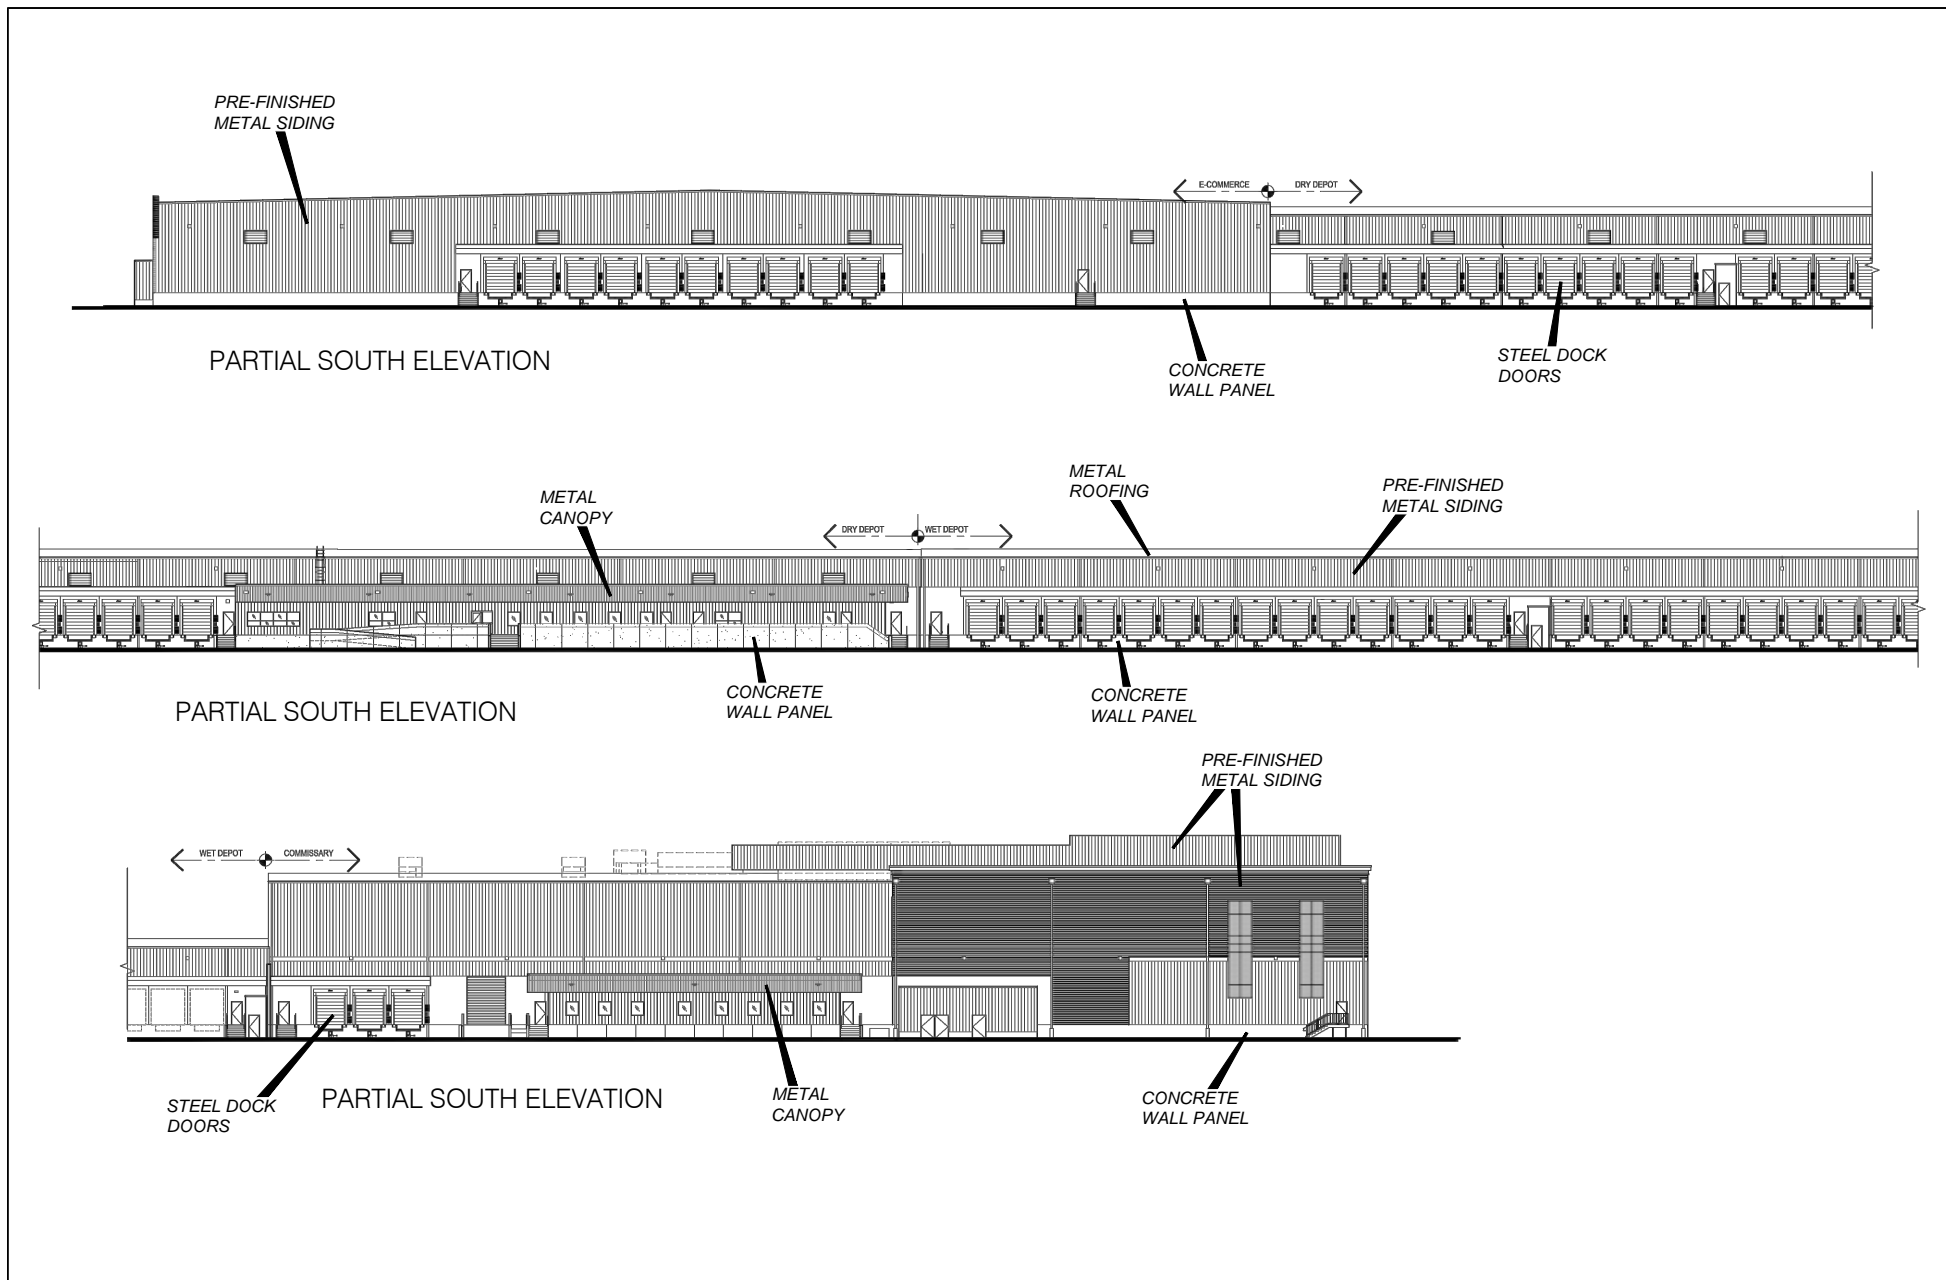 PRE-FINISHED
METAL SIDING
E-COMMERCE
DRY DEPOT
PARTIAL SOUTH ELEVATION
CONCRETE
WALL PANEL
STEEL DOCK
DOORS
METAL
CANOPY
DRY DEPOT
WET DEPOT
METAL
ROOFING
PRE-FINISHED
METAL SIDING
PARTIAL SOUTH ELEVATION
CONCRETE
WALL PANEL
CONCRETE
WALL PANEL
PRE-FINISHED
METAL SIDING
WET DEPOT
COMMISSARY
STEEL DOCK
DOORS
PARTIAL SOUTH ELEVATION
METAL
CANOPY
CONCRETE
WALL PANEL